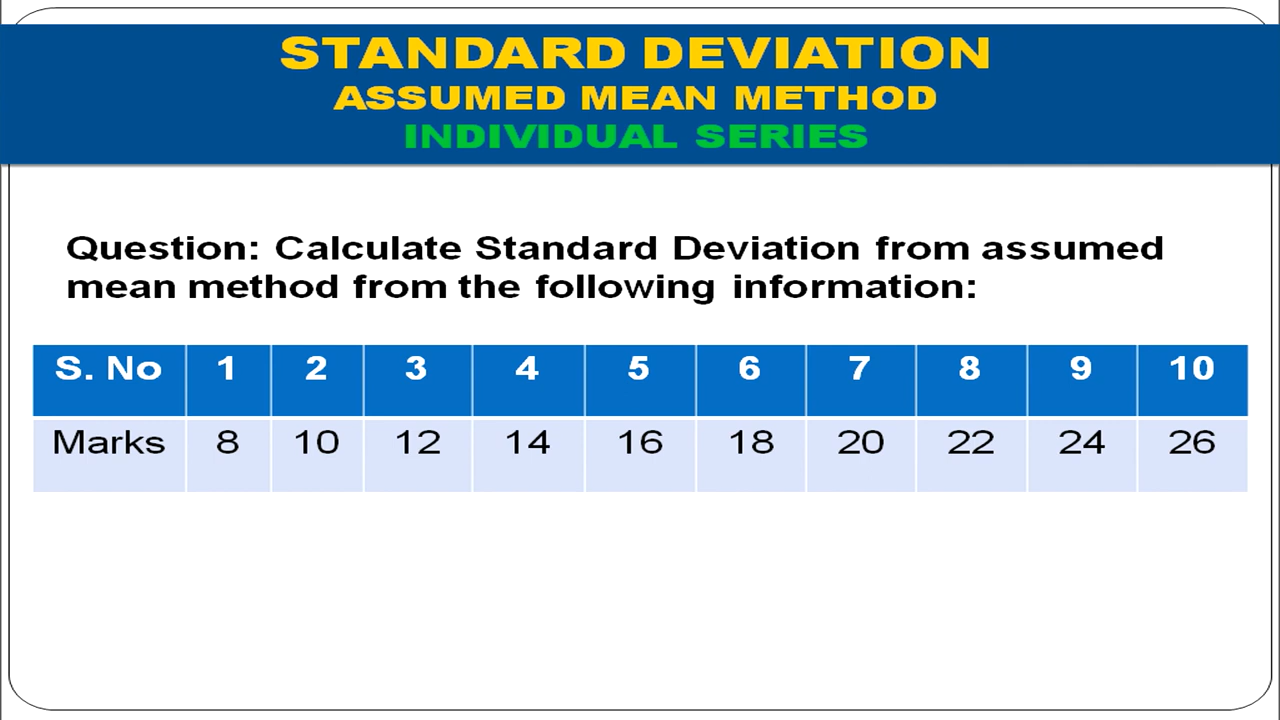 STANDARD DEVIATION
ASSUMED MEAN METHOD
INDIVIDUAL SERIES
Question: Calculate Standard Deviation from assumed
mean method from the following information:
S. No 1 2 3 4 5 6 7 8 9 10
Marks 8 10 12 14 16 18 20 22 24 26